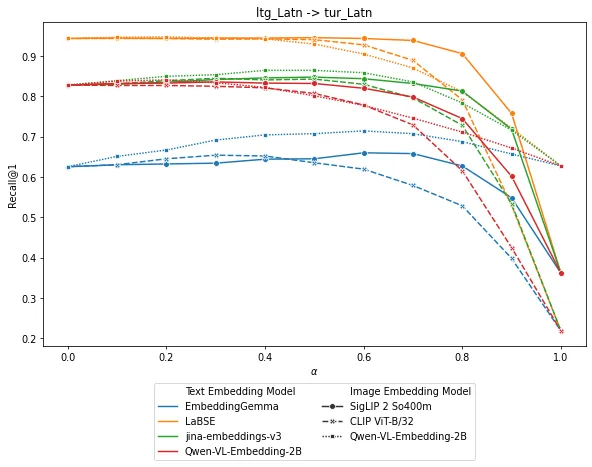 ltg_Latn -> tur_Latn
Recall@1
0.9
0.8
0.7
0.6
0.5
0.4
0.3
0.2
0.0 0.2 0.4 0.6 0.8 1.0
α
Text Embedding Model Image Embedding Model
EmbeddingGemma SigLIP 2 So400m
LaBSE CLIP ViT-B/32
jina-embeddings-v3 Qwen-VL-Embedding-2B
Qwen-VL-Embedding-2B